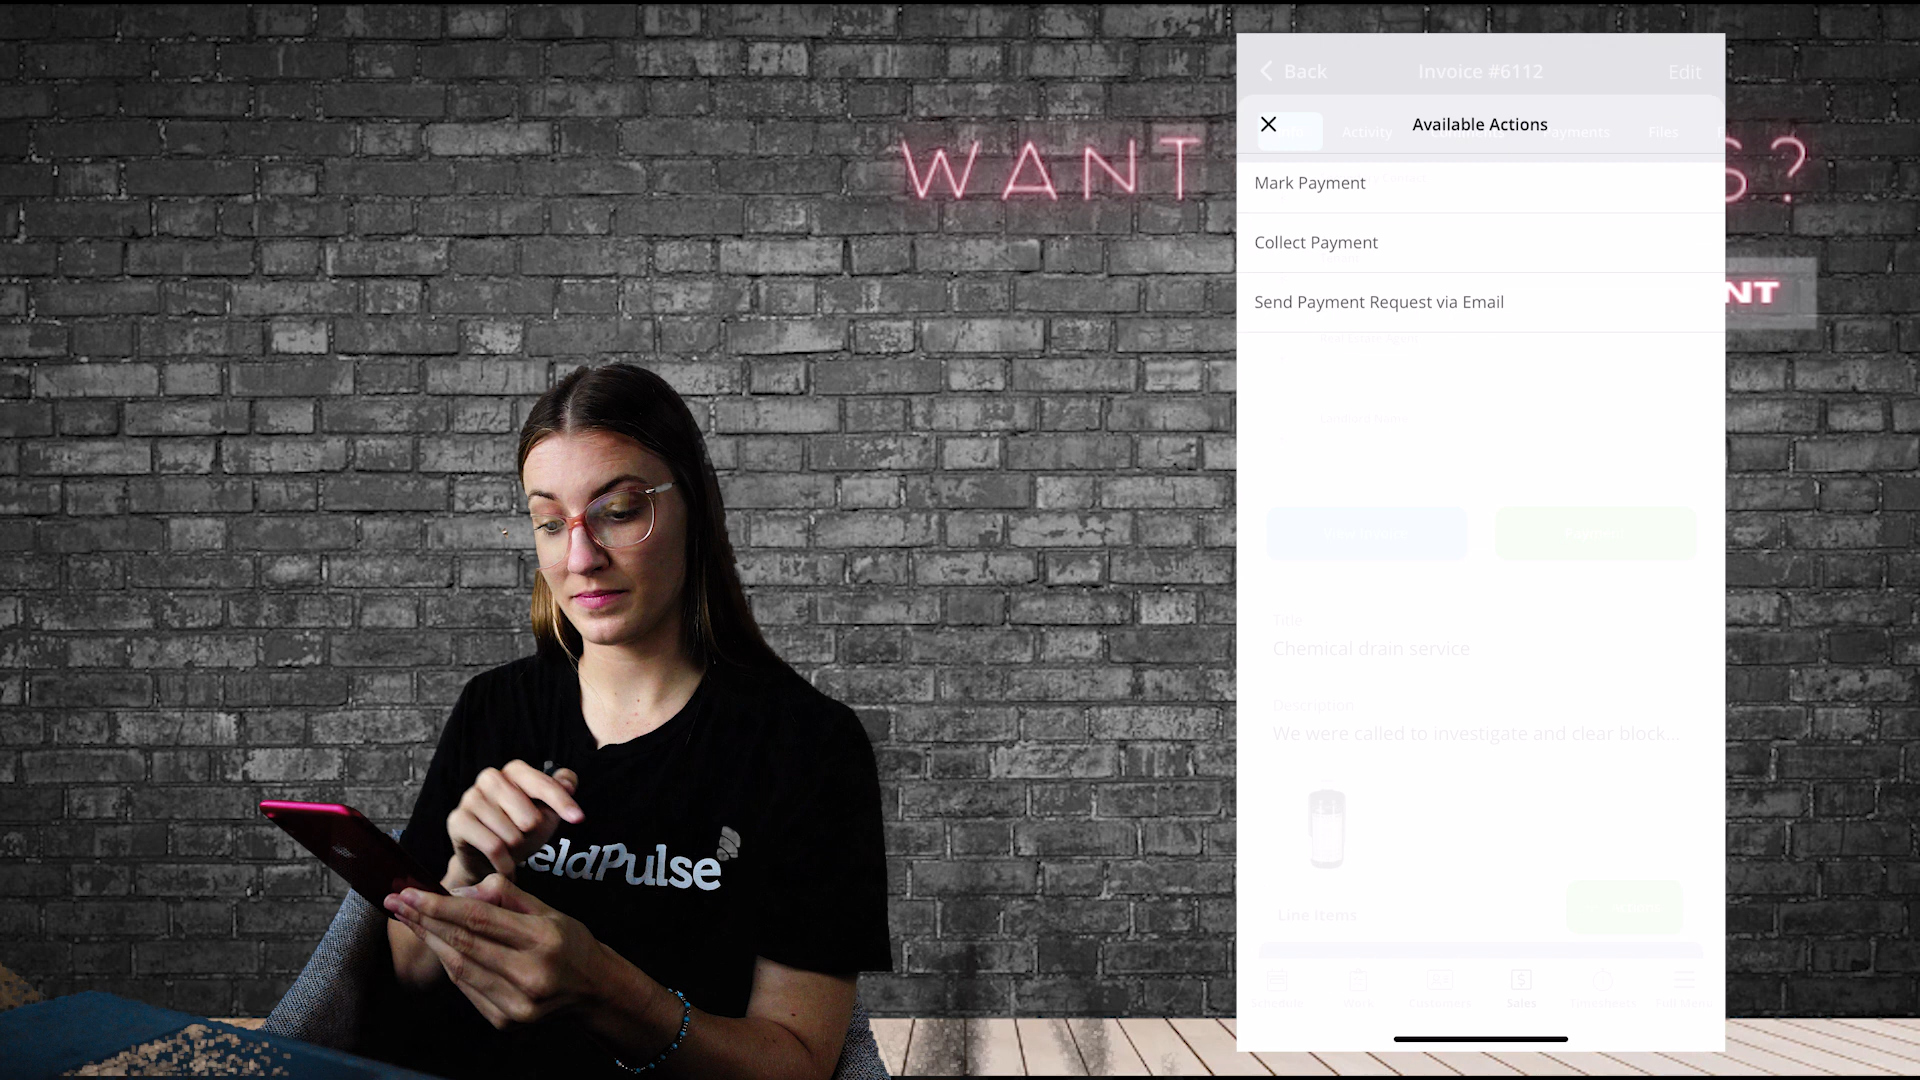 Back Invoice #6112 Edit
Available Actions
Activity Payments Files
WANT S?
Mark Payment
Collect Payment
NT
Send Payment Request via Email
Title
Chemical drain service
Description
We were called to investigate and clear block...
eldPulse
Line Items
Schedule Work Customers Sales Timesheets Full Menu